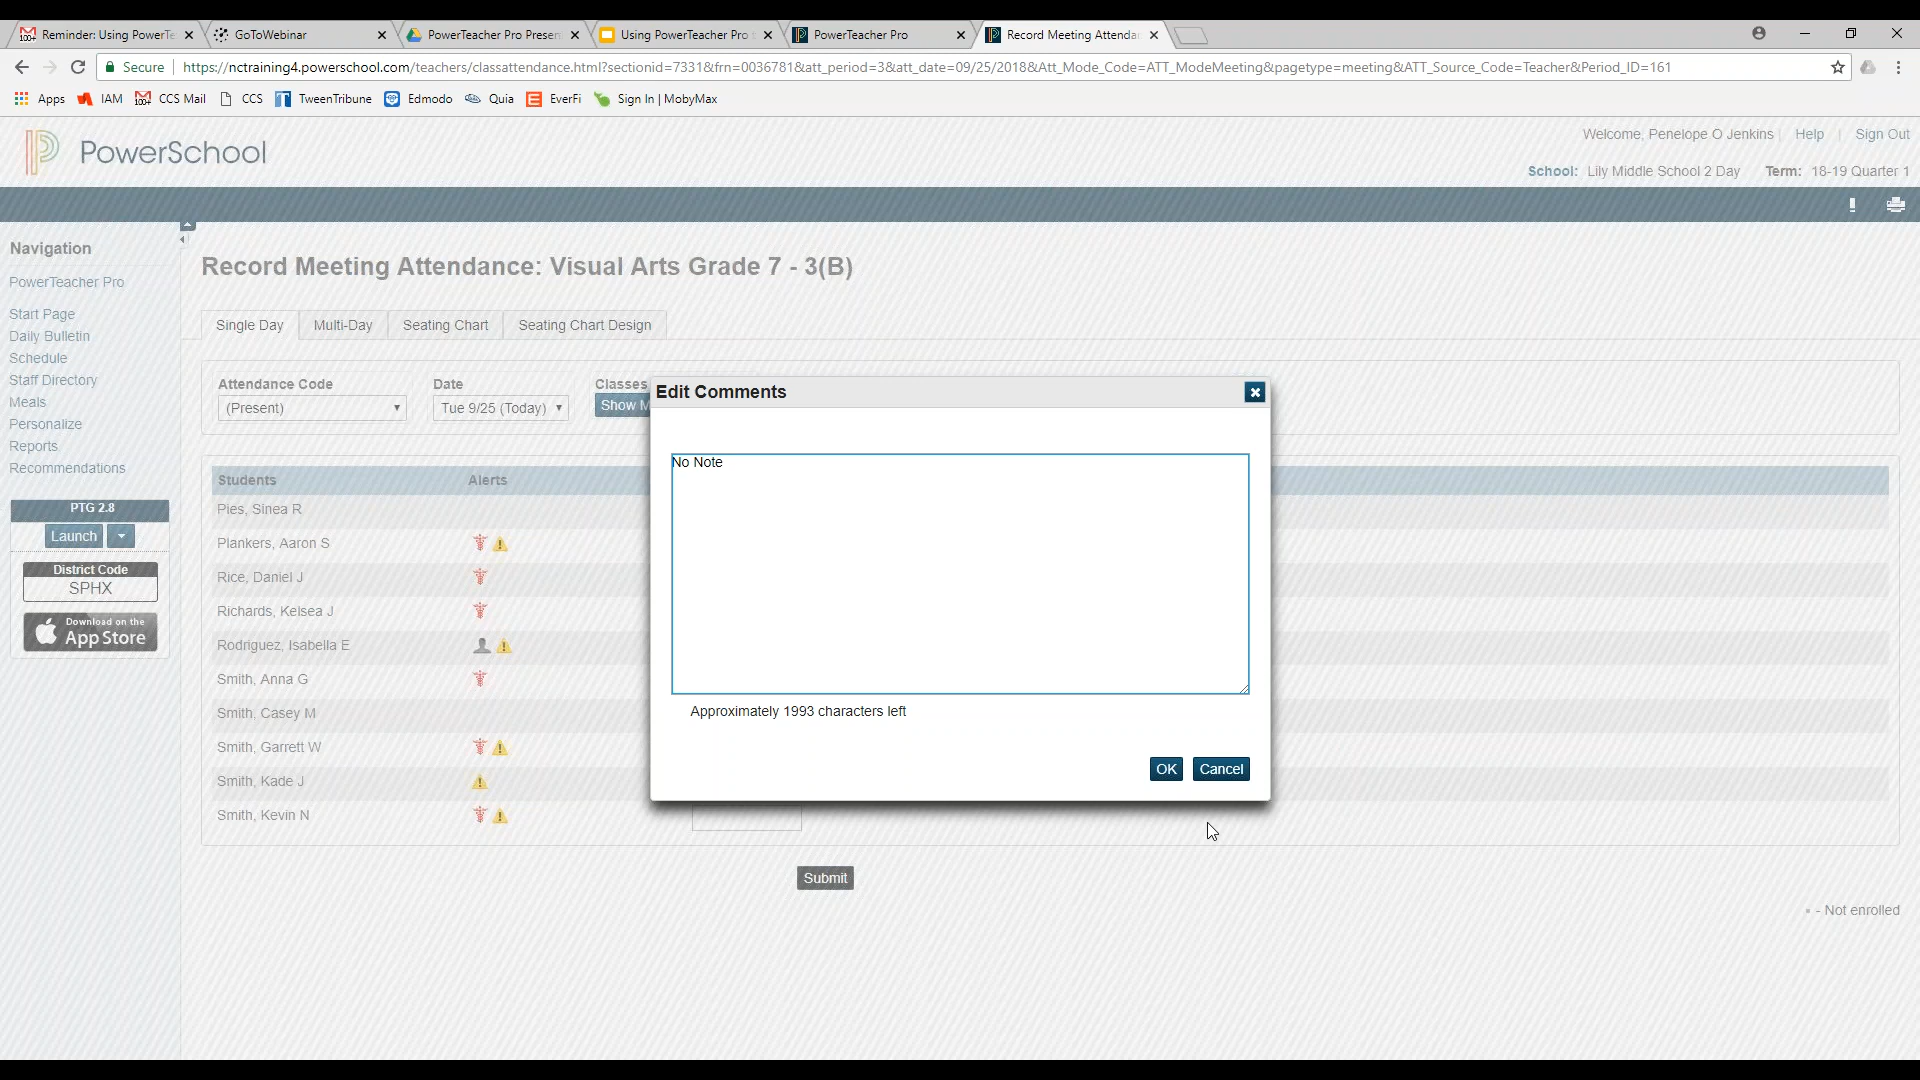 Reminder: Using PowerTe
GoToWebinar
PowerTeacher Pro Presen
Using PowerTeacher Pro
PowerTeacher Pro
Record Meeting Attenda
Secure
https://nctraining4.powerschool.com/teachers/classattendance.html?sectionid=7331&frn=0036781&att_period=3&att_date=09/25/2018&Att_Mode_Code=ATT_ModeMeeting&pagetype=meeting&ATT_Source_Code=Teacher&Period_ID=161
Apps
IAM
CCS Mail
CCS
TweenTribune
Edmodo
Quia
EverFi
Sign In | MobyMax
PowerSchool
Welcome, Penelope O Jenkins
Help
Sign Out
School: Lily Middle School 2 Day
Term: 18-19 Quarter 1
Navigation
PowerTeacher Pro
Start Page
Daily Bulletin
Schedule
Staff Directory
Meals
Personalize
Reports
Recommendations
PTG 2.8
Launch
District Code
SPHX
Download on the
App Store
Record Meeting Attendance: Visual Arts Grade 7 - 3(B)
Single Day
Multi-Day
Seating Chart
Seating Chart Design
Attendance Code
(Present)
Date
Tue 9/25 (Today)
Classes
Show M
Students
Alerts
Pies, Sinea R
Plankers, Aaron S
Rice, Daniel J
Richards, Kelsea J
Rodriguez, Isabella E
Smith, Anna G
Smith, Casey M
Smith, Garrett W
Smith, Kade J
Smith, Kevin N
Edit Comments
No Note
Approximately 1993 characters left
OK
Cancel
Submit
- Not enrolled